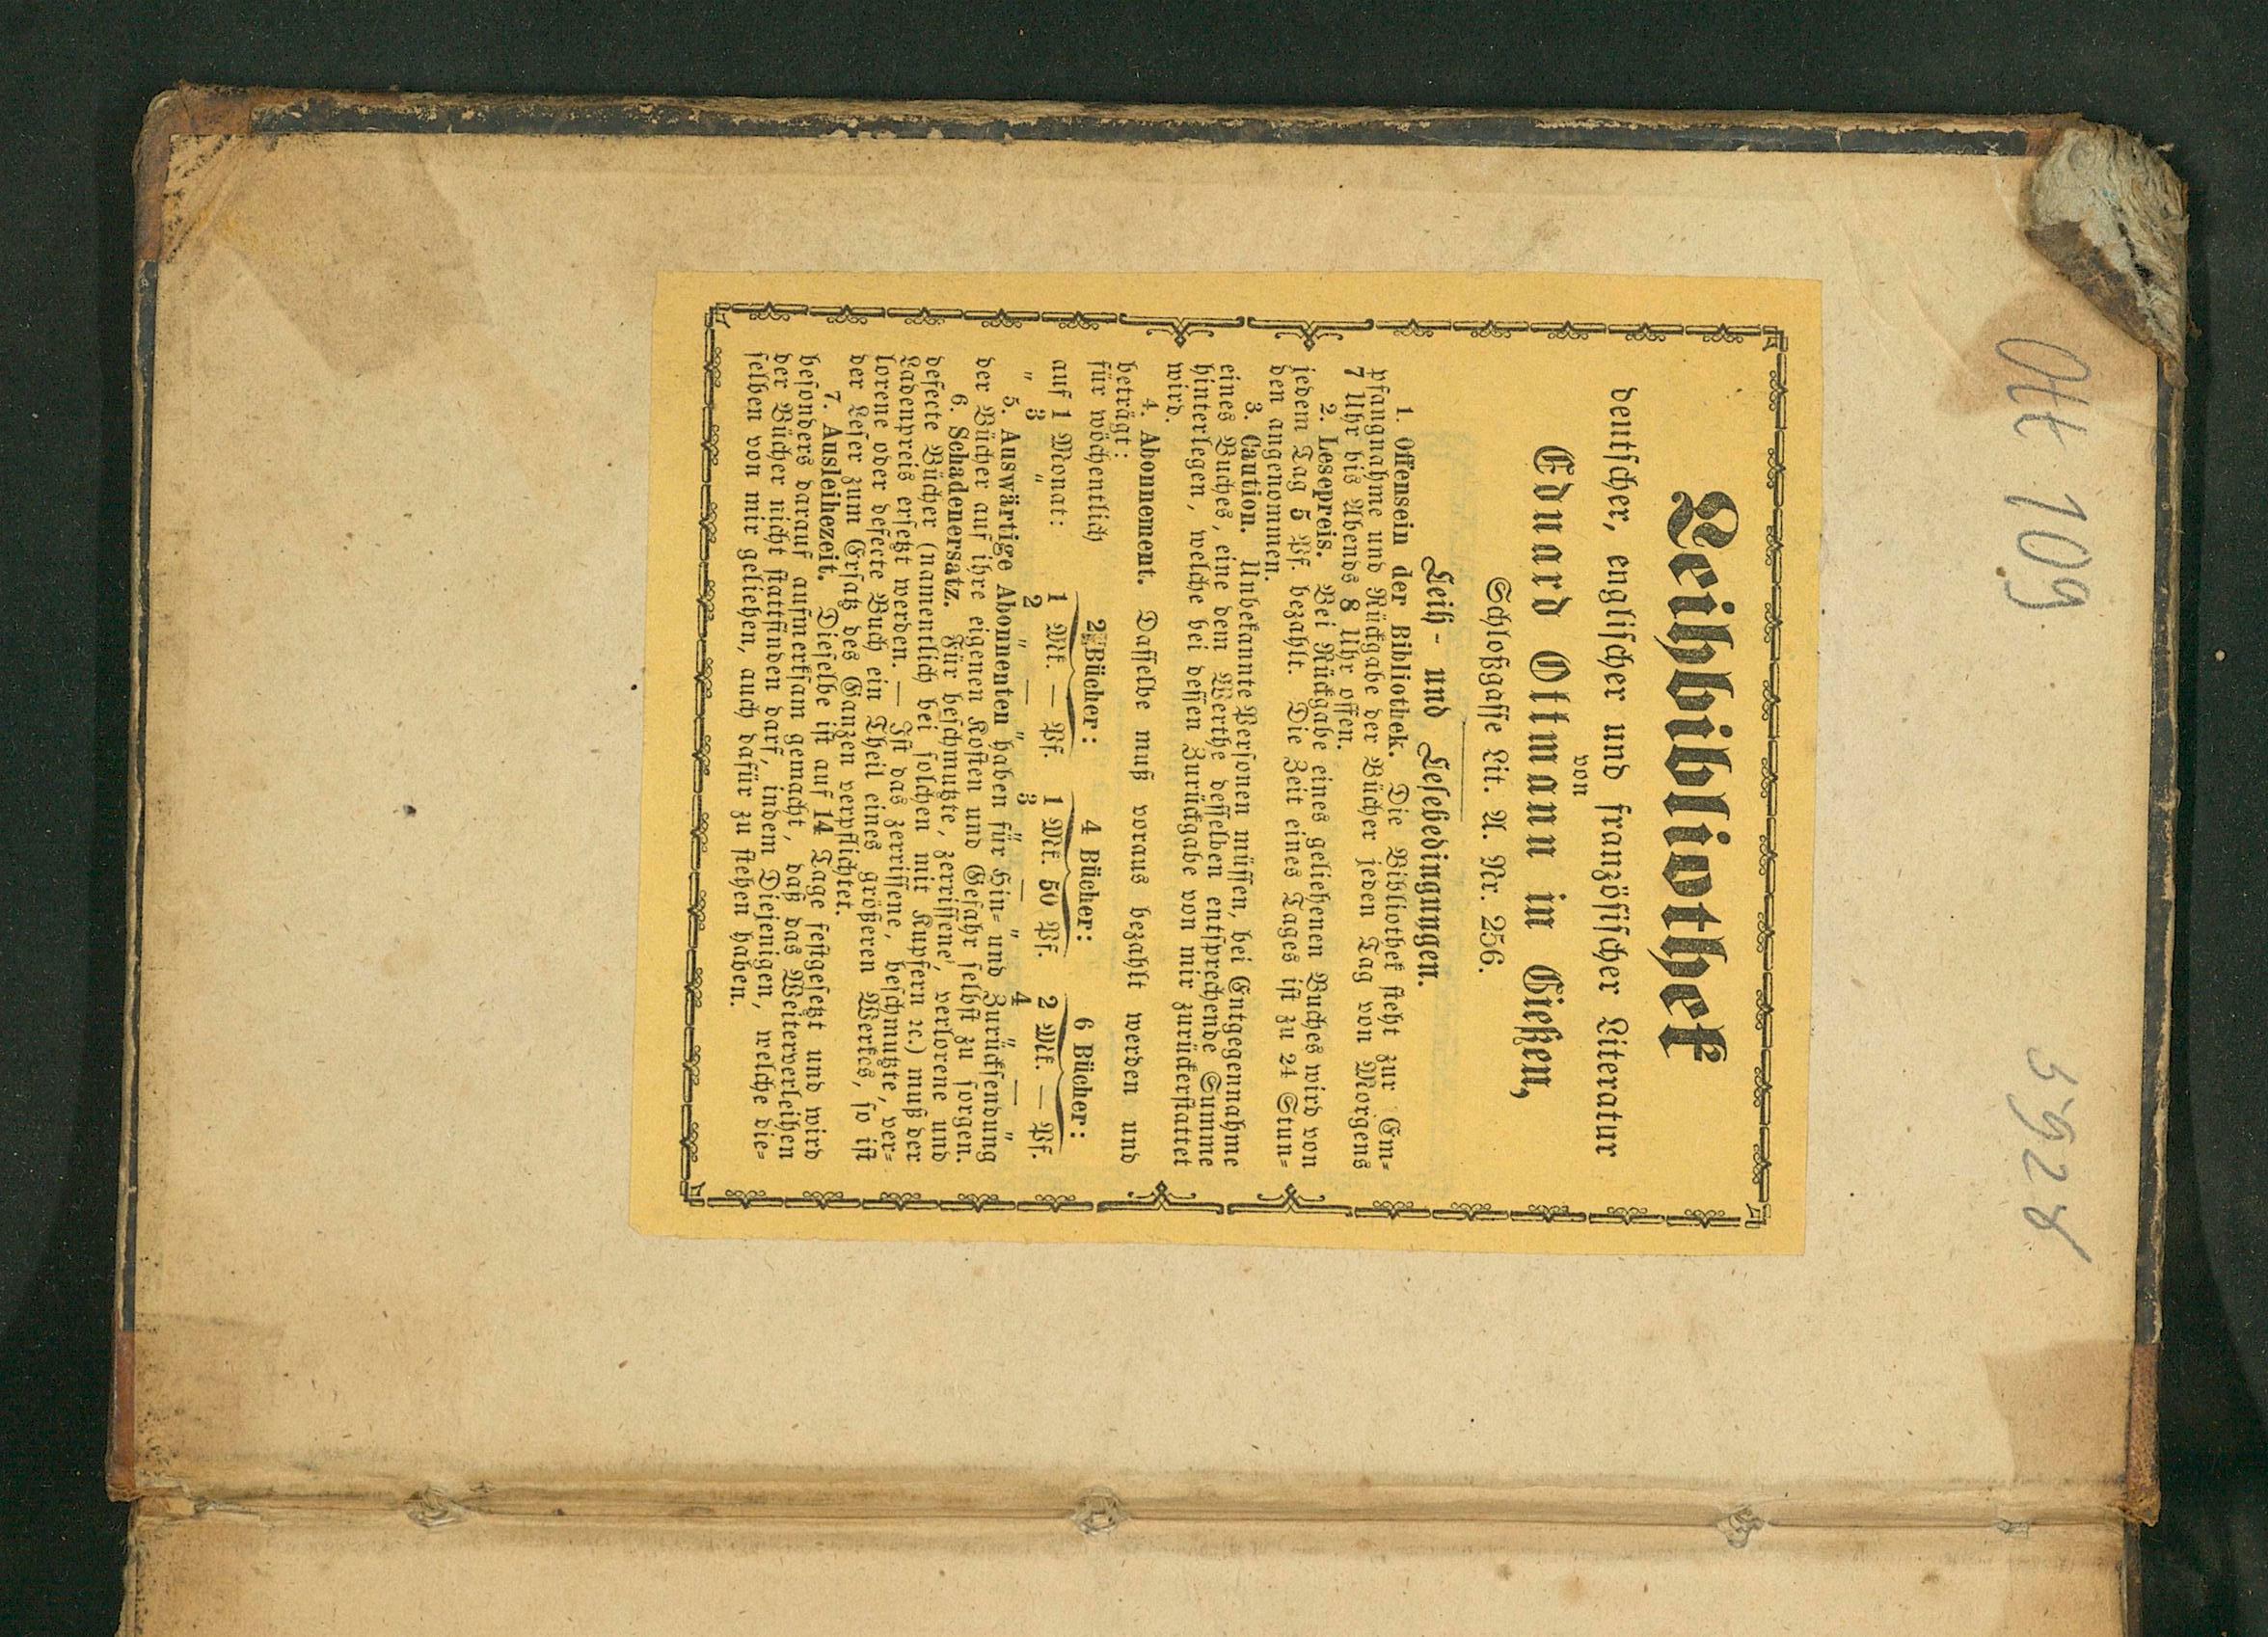 Ott 109
5928
Leihbibliothek
deutscher, englischer und französischer Literatur
von
Eduard Ottmann in Gießen,
Schloßgasse Lit. A. Nr. 256.
Leih- und Lesebedingungen.
1. Offensein der Bibliothek. Die Bibliothek steht zur Em-
pfangnahme und Rückgabe der Bücher jeden Tag von Morgens
7 Uhr bis Abends 8 Uhr offen.
2. Lesepreis. Bei Rückgabe eines geliehenen Buches wird von
jedem Tag 5 Pf. bezahlt. Die Zeit eines Tages ist zu 24 Stun-
den angenommen.
3. Caution. Unbekannte Personen müssen, bei Entgegennahme
eines Buches, eine dem Werthe desselben entsprechende Summe
hinterlegen, welche bei dessen Zurückgabe von mir zurückerstattet
wird.
4. Abonnement. Dasselbe muß voraus bezahlt werden und
beträgt:
für wöchentlich 2 Bücher: 4 Bücher: 6 Bücher:
auf 1 Monat: 1 Mk. — Pf. 1 Mk. 50 Pf. 2 Mk. — Pf.
" 3 " 2 " — " 3 " — " 4 " — "
5. Auswärtige Abonnenten haben für Hin- und Zurücksendung
der Bücher auf ihre eigenen Kosten und Gefahr selbst zu sorgen.
6. Schadenersatz. Für beschmutzte, zerrissene, verlorene und
defecte Bücher (namentlich bei solchen mit Kupfern ꝛc.) muß der
Ladenpreis ersetzt werden. — Ist das zerrissene, beschmutzte, ver-
lorene oder defecte Buch ein Theil eines größeren Werkes, so ist
der Leser zum Ersatz des Ganzen verpflichtet.
7. Ausleihezeit. Dieselbe ist auf 14 Tage festgesetzt und wird
besonders darauf aufmerksam gemacht, daß das Weiterverleihen
der Bücher nicht stattfinden darf, indem Diejenigen, welche die-
selben von mir geliehen, auch dafür zu stehen haben.